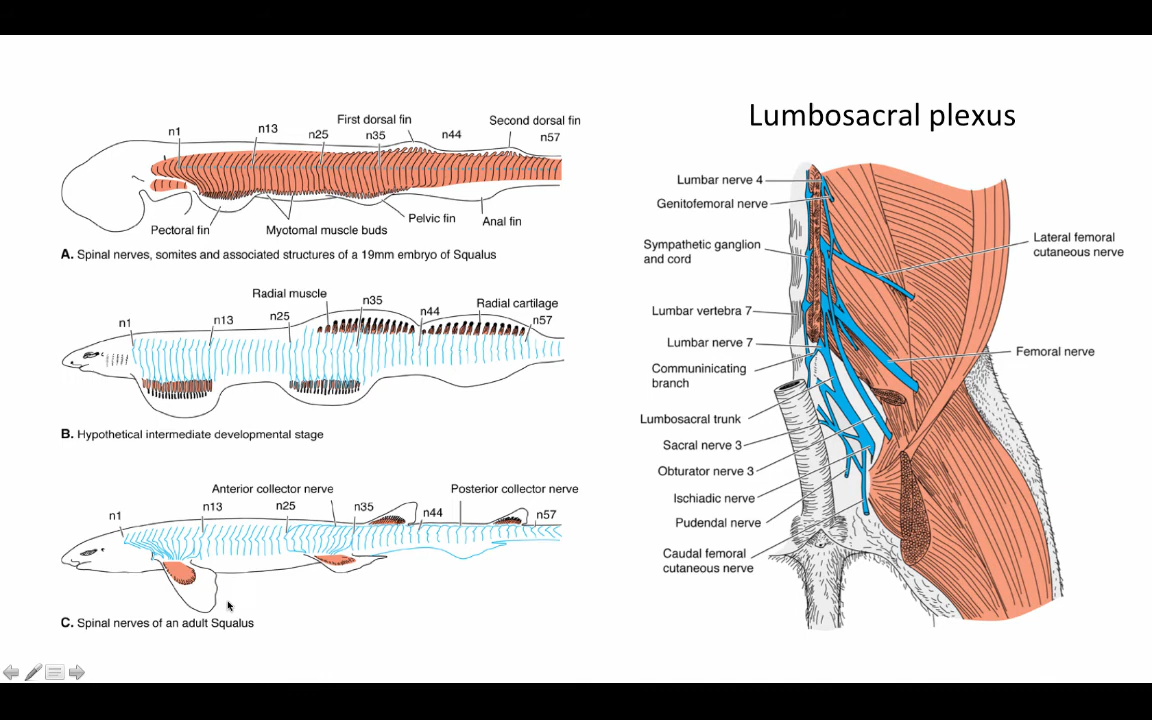 Lumbosacral plexus
First dorsal fin
Second dorsal fin
n1
n13
n25
n35
n44
n57
Pectoral fin
Myotomal muscle buds
Pelvic fin
Anal fin
A. Spinal nerves, somites and associated structures of a 19mm embryo of Squalus
Radial muscle
Radial cartilage
n1
n13
n25
n35
n44
n57
B. Hypothetical intermediate developmental stage
Anterior collector nerve
Posterior collector nerve
n1
n13
n25
n35
n44
n57
C. Spinal nerves of an adult Squalus
Lumbar nerve 4
Genitofemoral nerve
Sympathetic ganglion
and cord
Lumbar vertebra 7
Lumbar nerve 7
Communinicating
branch
Lumbosacral trunk
Sacral nerve 3
Obturator nerve 3
Ischiadic nerve
Pudendal nerve
Caudal femoral
cutaneous nerve
Lateral femoral
cutaneous nerve
Femoral nerve